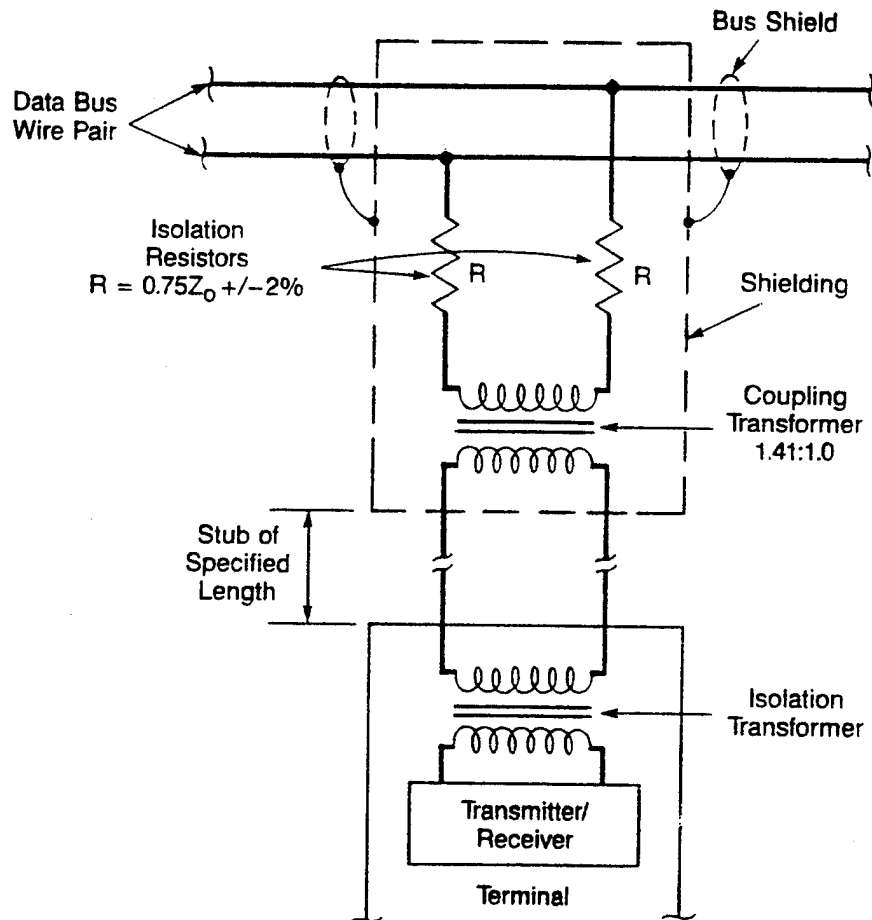 Bus Shield
Data Bus
Wire Pair
Isolation
Resistors
R = 0.75Z₀ +/−2%
R
R
Shielding
Coupling
Transformer
1.41:1.0
Stub of
Specified
Length
Isolation
Transformer
Transmitter/
Receiver
Terminal